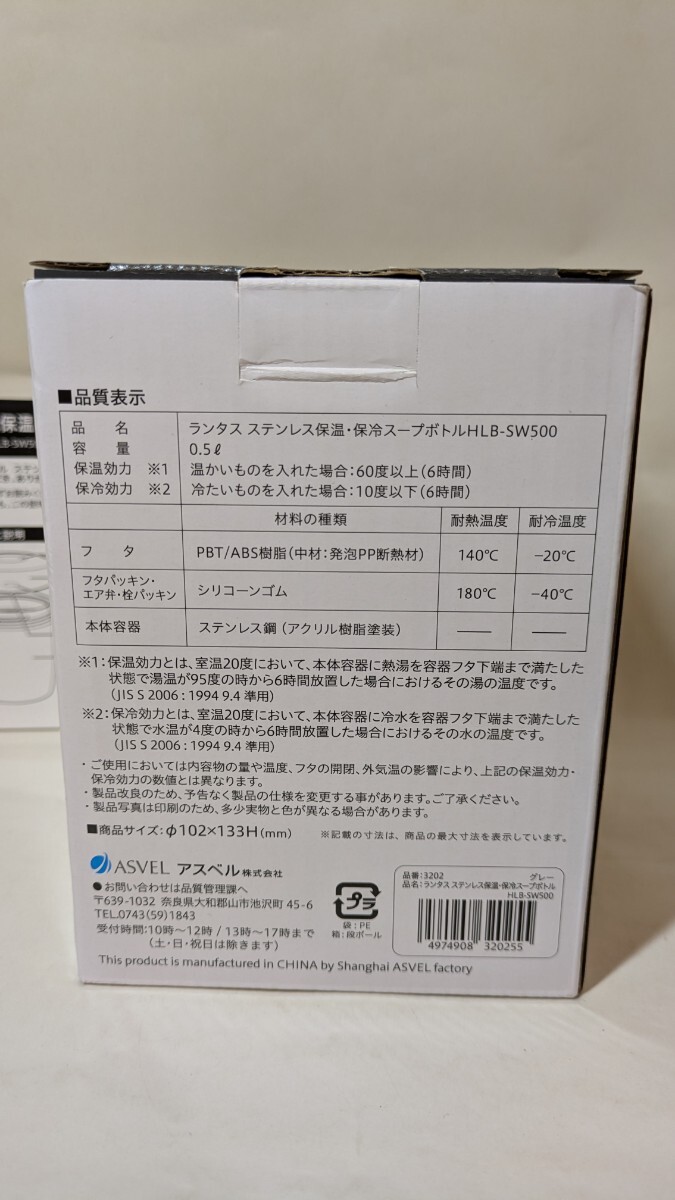 ■品質表示
品名 ランタス ステンレス保温・保冷スープボトルHLB-SW500
容量 0.5ℓ
保温効力 ※1 温かいものを入れた場合:60度以上(6時間)
保冷効力 ※2 冷たいものを入れた場合:10度以下(6時間)
材料の種類 耐熱温度 耐冷温度
フタ PBT/ABS樹脂(中材:発泡PP断熱材) 140℃ −20℃
フタパッキン・
エア弁・栓パッキン シリコーンゴム 180℃ −40℃
本体容器 ステンレス鋼(アクリル樹脂塗装) —— ——
※1:保温効力とは、室温20度において、本体容器に熱湯を容器フタ下端まで満たした
状態で湯温が95度の時から6時間放置した場合におけるその湯の温度です。
(JIS S 2006 : 1994 9.4 準用)
※2:保冷効力とは、室温20度において、本体容器に冷水を容器フタ下端まで満たした
状態で水温が4度の時から6時間放置した場合におけるその水の温度です。
(JIS S 2006 : 1994 9.4 準用)
・ご使用においては内容物の量や温度、フタの開閉、外気温の影響により、上記の保温効力・
保冷効力の数値とは異なります。
・製品改良のため、予告なく製品の仕様を変更する事があります。ご了承ください。
・製品写真は印刷のため、多少実物と色が異なる場合があります。
■商品サイズ:φ102×133H(mm) ※記載の寸法は、商品の最大寸法を表示しています。
ASVEL アスベル株式会社
●お問い合わせは品質管理課へ
〒639-1032 奈良県大和郡山市池沢町 45-6
TEL.0743(59)1843
受付時間:10時〜12時 / 13時〜17時まで
(土・日・祝日は除きます)
This product is manufactured in CHINA by Shanghai ASVEL factory
プラ
袋:PE
箱:段ボール
品番:3202 グレー
品名:ランタス ステンレス保温・保冷スープボトル
HLB-SW500
4974908 320255
保温